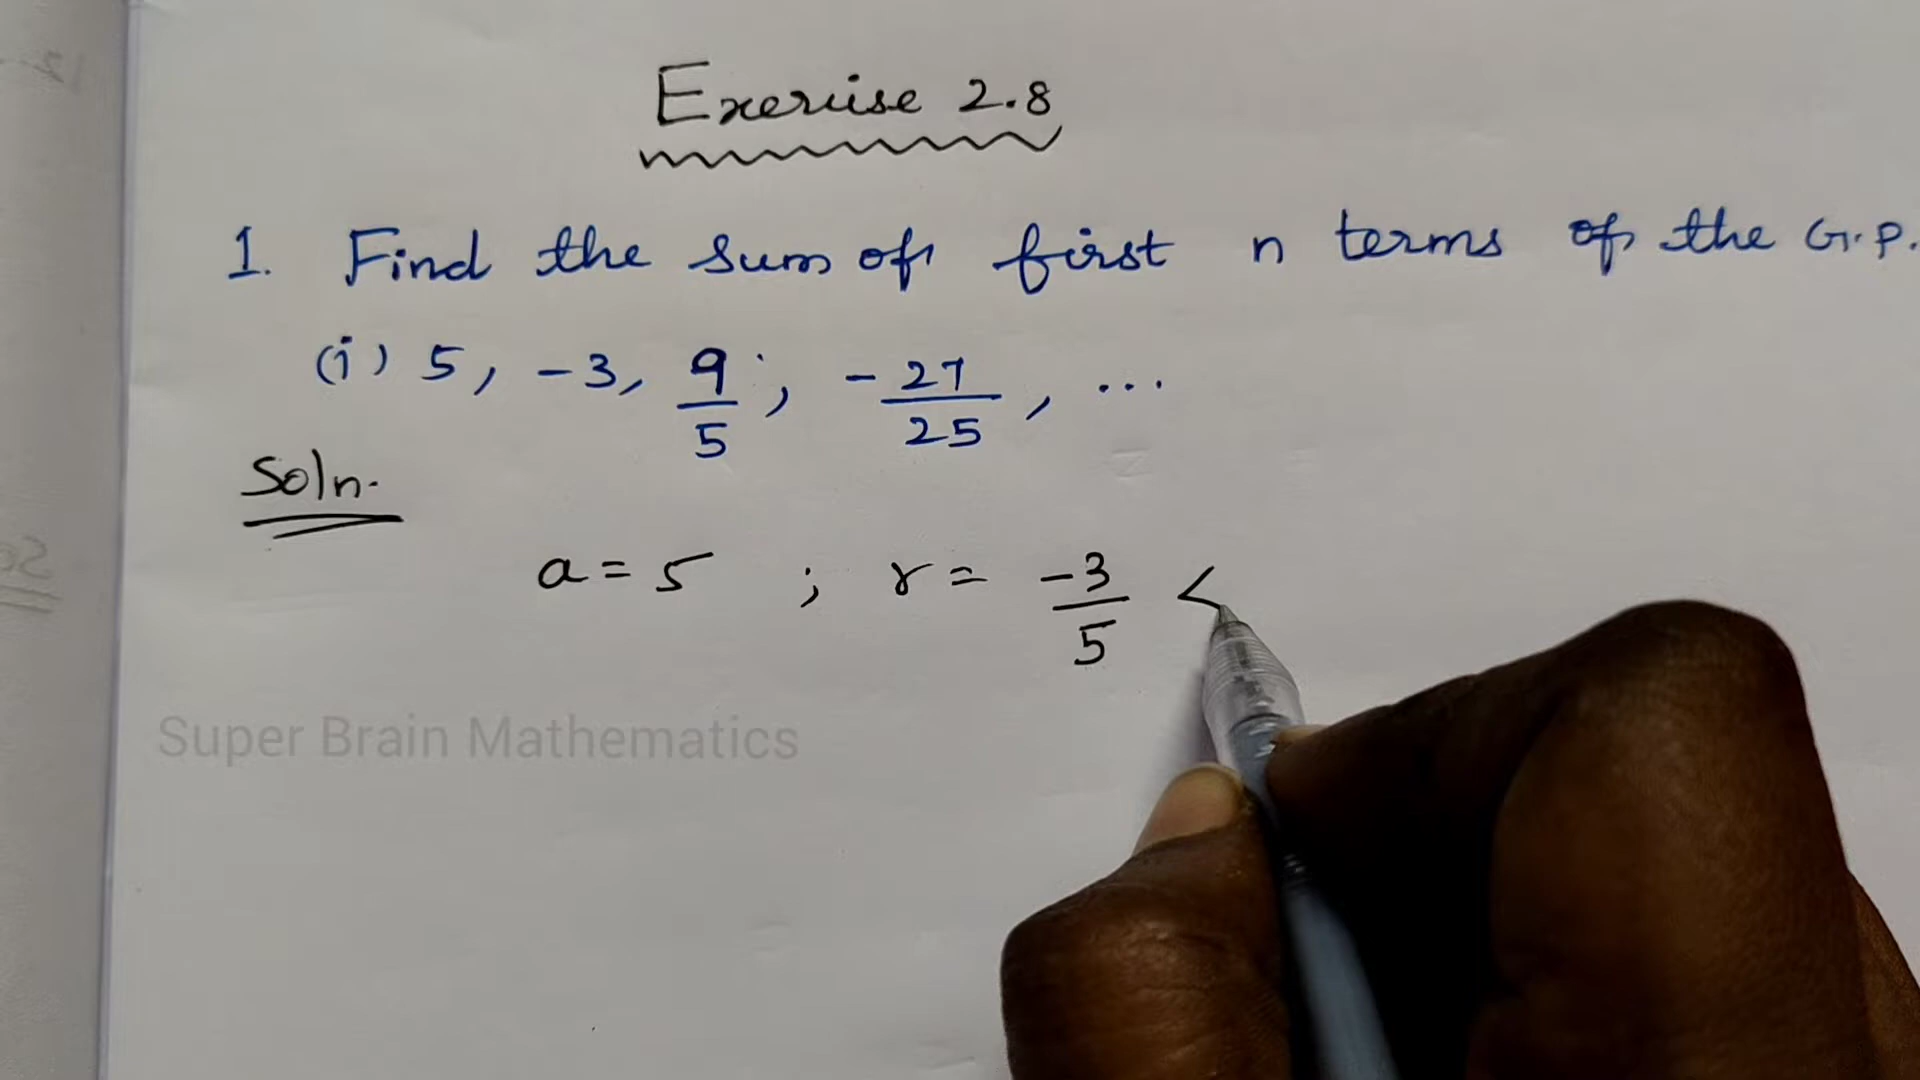 Exercise 2.8
1. Find the sum of first n terms of the G.P.
(i) 5, -3, 9/5, -27/25, ...
Soln.
a = 5 ; r = -3/5 <
Super Brain Mathematics